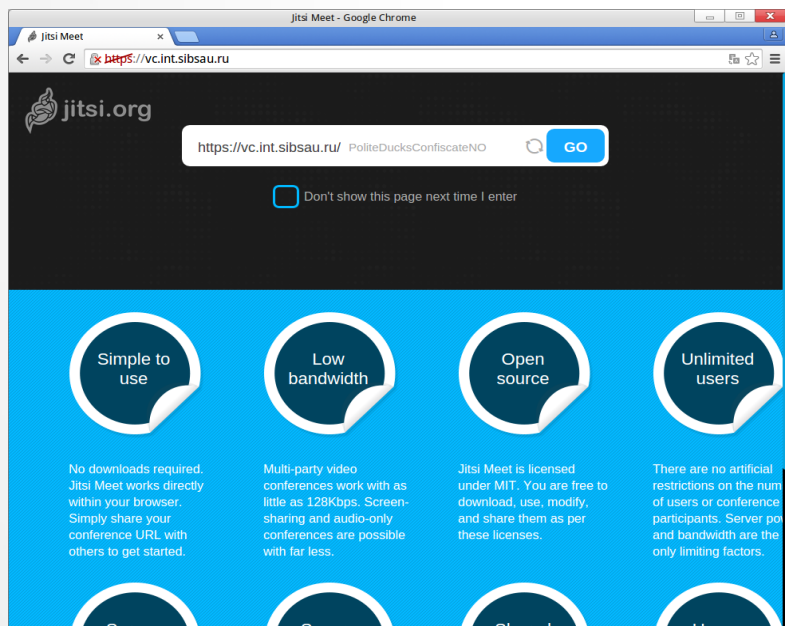 Jitsi Meet - Google Chrome
Jitsi Meet
https://vc.int.sibsau.ru
jitsi.org
https://vc.int.sibsau.ru/ PoliteDucksConfiscateNO
GO
Don't show this page next time I enter
Simple to
use
No downloads required.
Jitsi Meet works directly
within your browser.
Simply share your
conference URL with
others to get started.
Low
bandwidth
Multi-party video
conferences work with as
little as 128Kbps. Screen-
sharing and audio-only
conferences are possible
with far less.
Open
source
Jitsi Meet is licensed
under MIT. You are free to
download, use, modify,
and share them as per
these licenses.
Unlimited
users
There are no artificial
restrictions on the num
of users or conference
participants. Server pow
and bandwidth are the
only limiting factors.